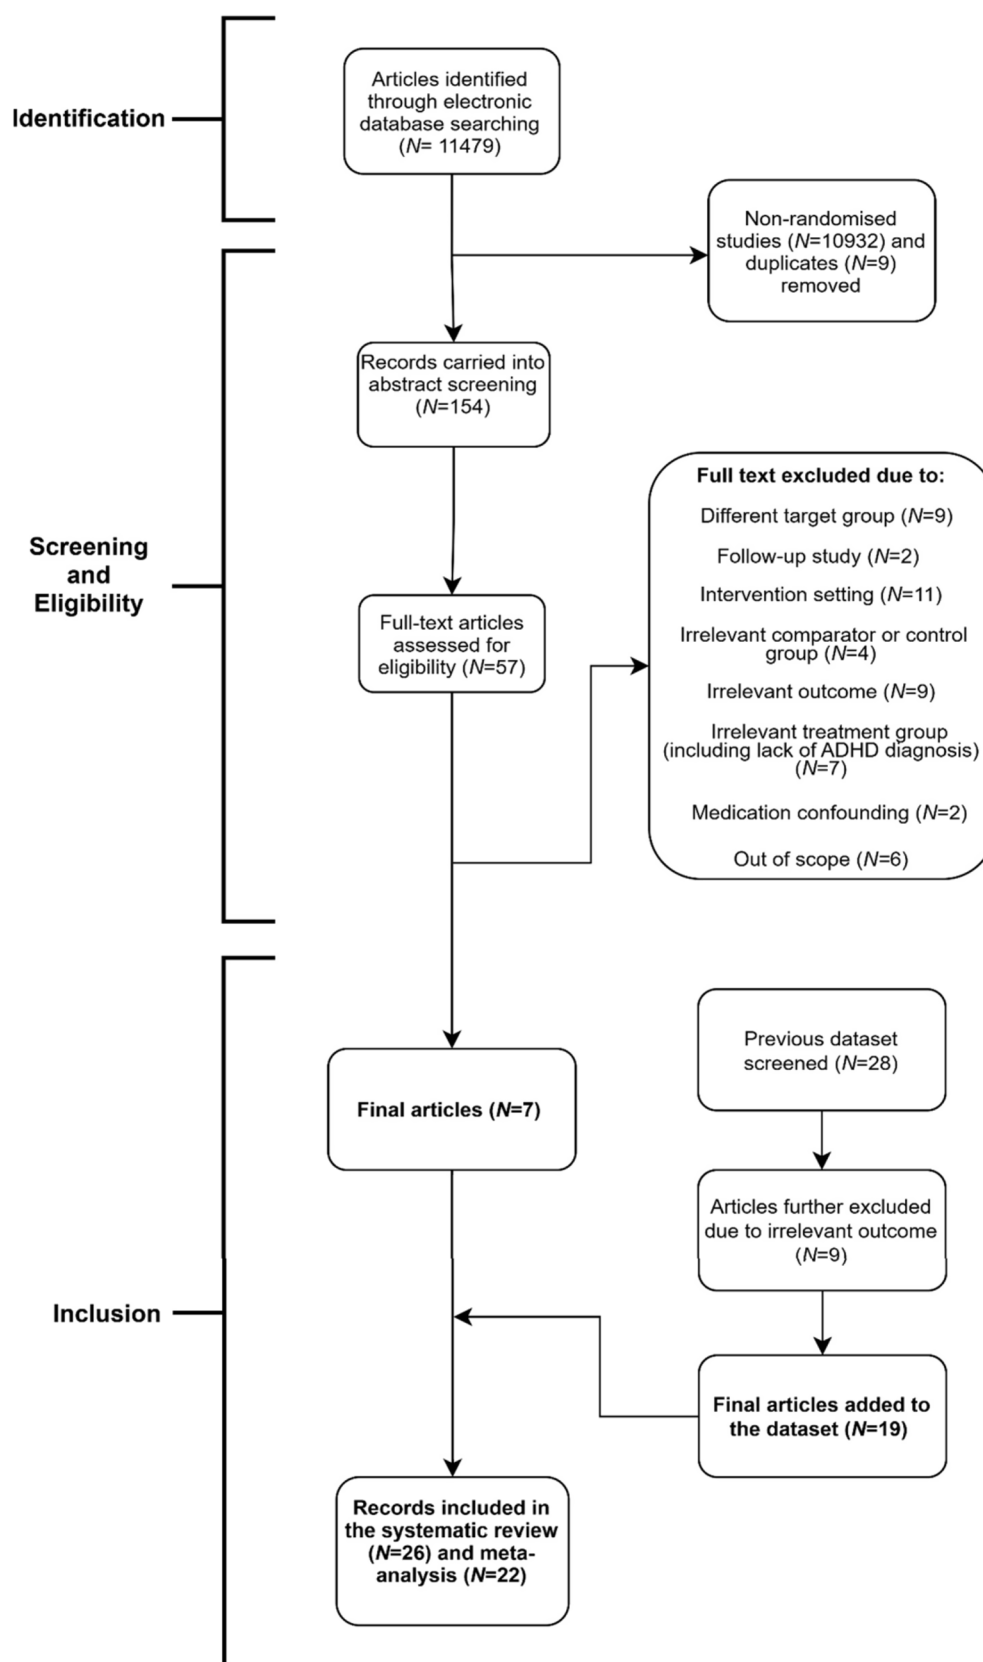 Identification
Articles identified
through electronic
database searching
(N= 11479)
Non-randomised
studies (N=10932) and
duplicates (N=9)
removed
Screening
and
Eligibility
Records carried into
abstract screening
(N=154)
Full-text articles
assessed for
eligibility (N=57)
Full text excluded due to:
Different target group (N=9)
Follow-up study (N=2)
Intervention setting (N=11)
Irrelevant comparator or control
group (N=4)
Irrelevant outcome (N=9)
Irrelevant treatment group
(including lack of ADHD diagnosis)
(N=7)
Medication confounding (N=2)
Out of scope (N=6)
Inclusion
Final articles (N=7)
Previous dataset
screened (N=28)
Articles further excluded
due to irrelevant outcome
(N=9)
Final articles added to
the dataset (N=19)
Records included in
the systematic review
(N=26) and meta-
analysis (N=22)